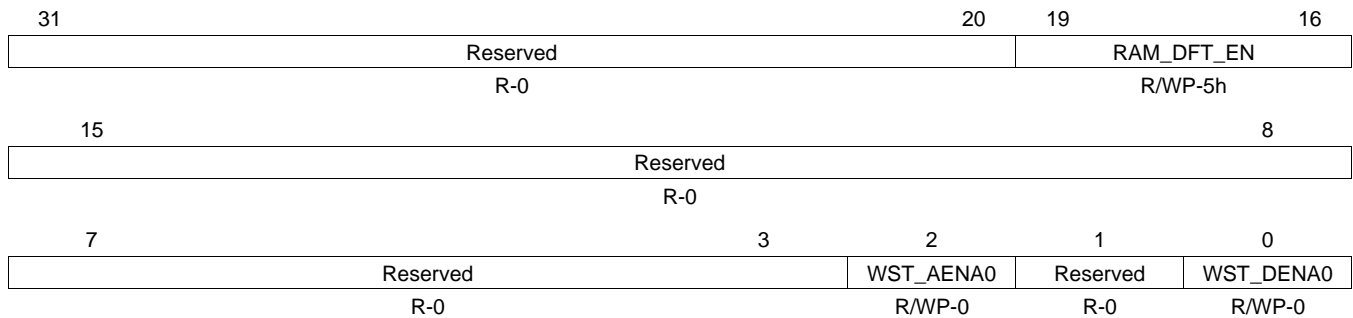 31 20 19 16
Reserved RAM_DFT_EN
R-0 R/WP-5h
15 8
Reserved
R-0
7 3 2 1 0
Reserved WST_AENA0 Reserved WST_DENA0
R-0 R/WP-0 R-0 R/WP-0